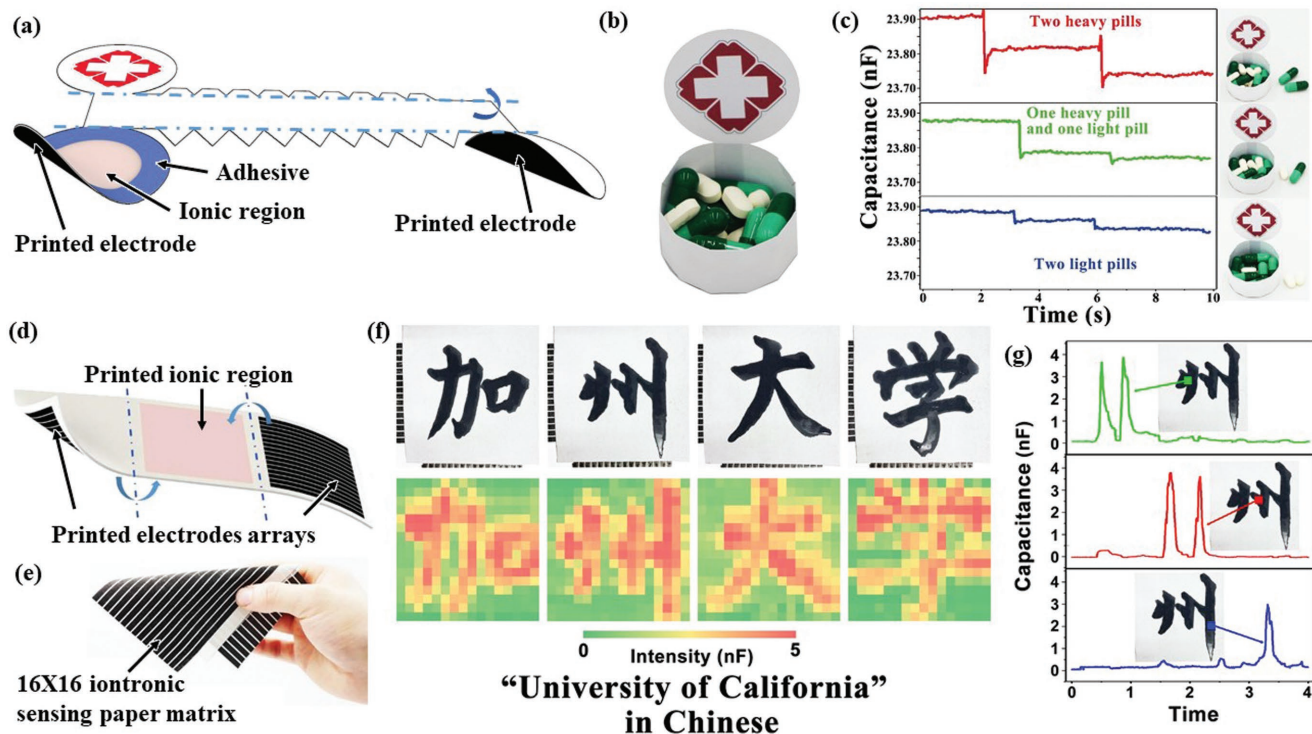 (a)
Adhesive
Ionic region
Printed electrode
Printed electrode
(b)
(c)
Capacitance (nF)
23.90
23.80
23.70
Two heavy pills
23.90
23.80
23.70
One heavy pill
and one light pill
23.90
23.80
23.70
Two light pills
0 2 4 6 8 10
Time (s)
(d)
Printed ionic region
Printed electrodes arrays
(e)
16X16 iontronic
sensing paper matrix
(f)
加 州 大 学
0 5
Intensity (nF)
“University of California”
in Chinese
(g)
Capacitance (nF)
4
3
2
1
0
州
4
3
2
1
0
州
4
3
2
1
0
州
0 1 2 3 4
Time